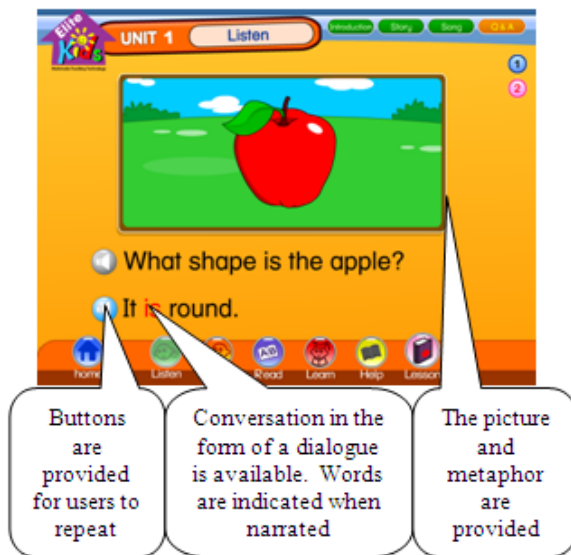 Elite
Kids
UNIT 1
Listen
Introduction
Story
Song
Q & A
1
2
What shape is the apple?
It is round.
home
Listen
Read
Learn
Help
Lesson
Buttons
are
provided
for users to
repeat
Conversation in the
form of a dialogue
is available. Words
are indicated when
narrated
The picture
and
metaphor
are
provided